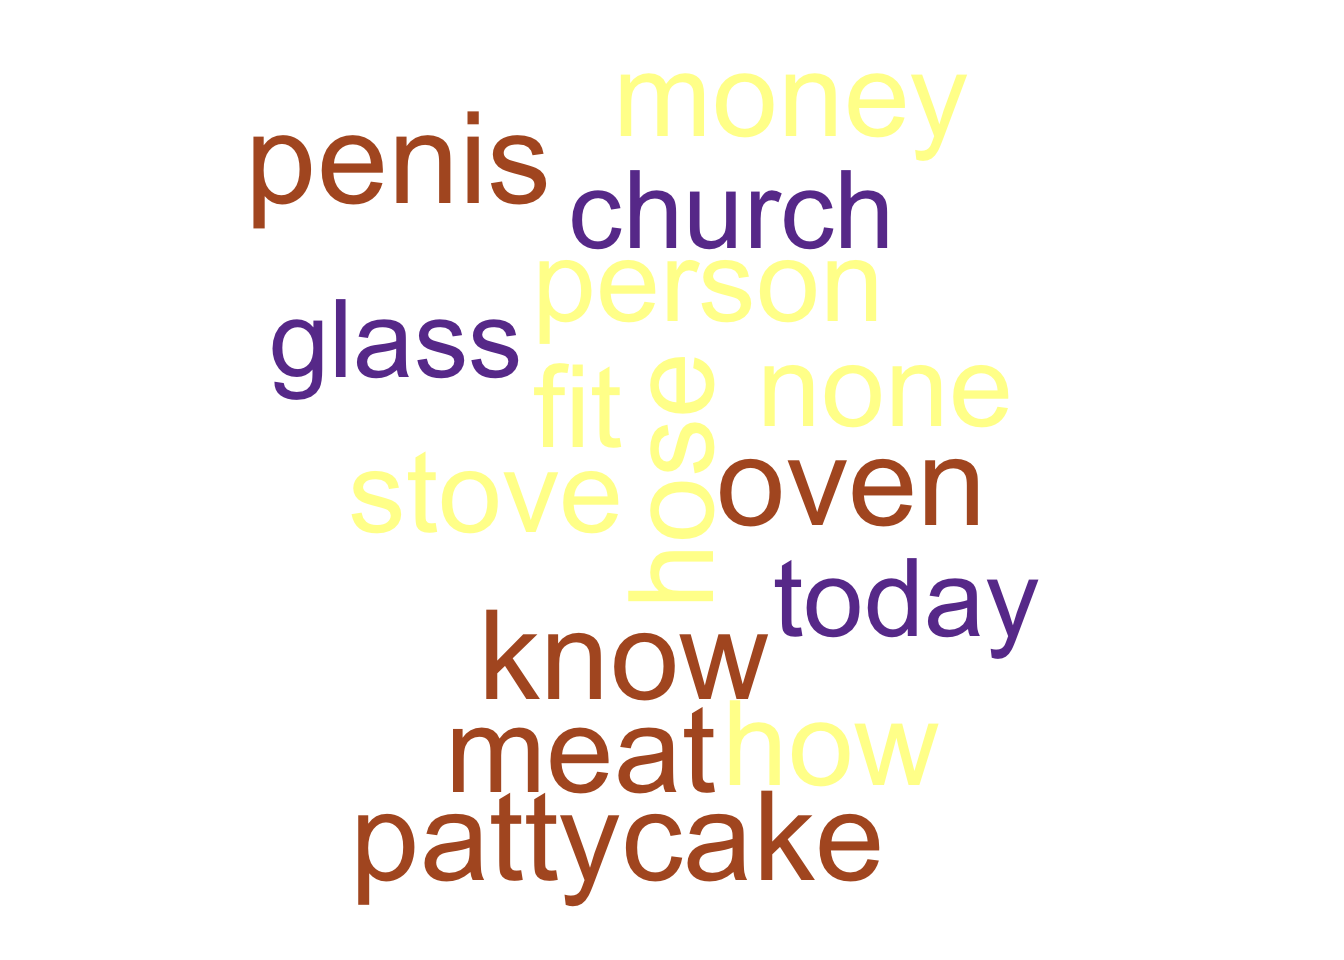 money
penis
church
person
glass
fit
hose
none
stove
oven
today
know
meat
how
pattycake